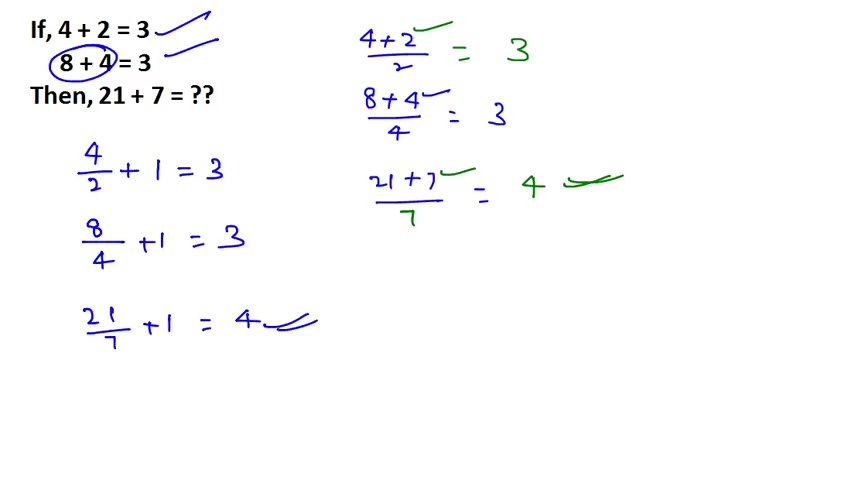 If, 4 + 2 = 3
8 + 4 = 3
Then, 21 + 7 = ??
4/2 + 1 = 3
8/4 + 1 = 3
21/7 + 1 = 4
4 + 2/2 = 3
8 + 4/4 = 3
21 + 7/7 = 4